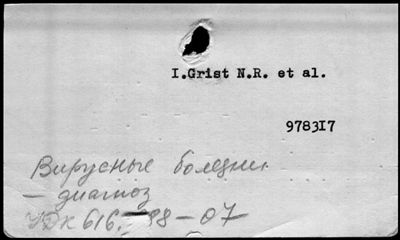 I.Grist N.R. et al.
978317
Вирусные болезни
— диагноз
УДК 616. -98-07